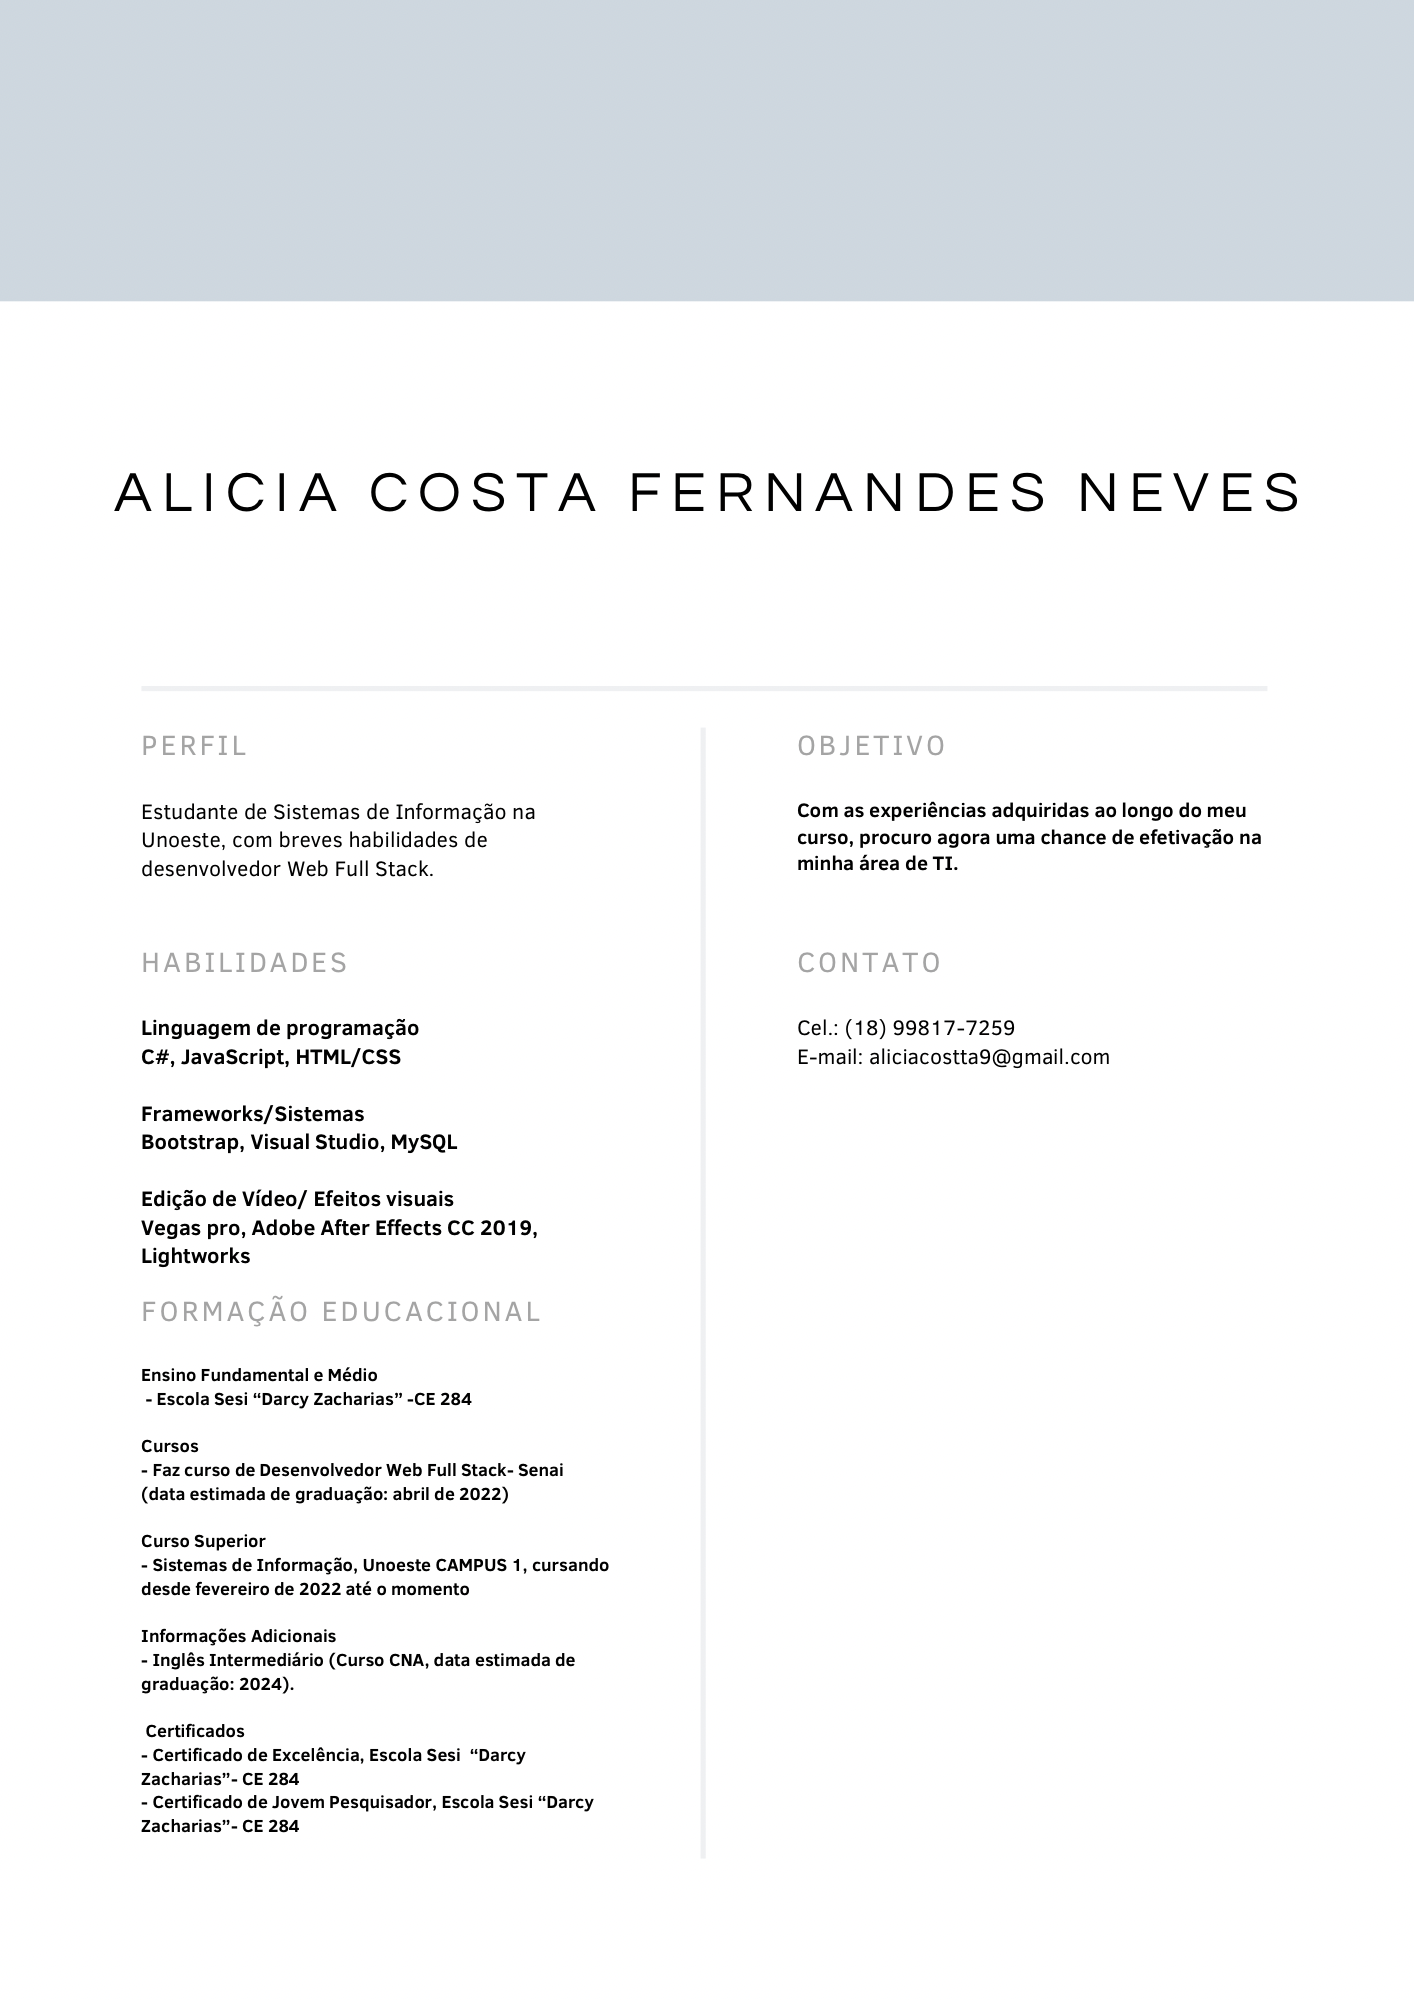 ALICIA COSTA FERNANDES NEVES
PERFIL
Estudante de Sistemas de Informação na
Unoeste, com breves habilidades de
desenvolvedor Web Full Stack.
HABILIDADES
Linguagem de programação
C#, JavaScript, HTML/CSS
Frameworks/Sistemas
Bootstrap, Visual Studio, MySQL
Edição de Vídeo/ Efeitos visuais
Vegas pro, Adobe After Effects CC 2019,
Lightworks
FORMAÇÃO EDUCACIONAL
Ensino Fundamental e Médio
- Escola Sesi “Darcy Zacharias” -CE 284
Cursos
- Faz curso de Desenvolvedor Web Full Stack- Senai
(data estimada de graduação: abril de 2022)
Curso Superior
- Sistemas de Informação, Unoeste CAMPUS 1, cursando
desde fevereiro de 2022 até o momento
Informações Adicionais
- Inglês Intermediário (Curso CNA, data estimada de
graduação: 2024).
Certificados
- Certificado de Excelência, Escola Sesi  “Darcy
Zacharias”- CE 284
- Certificado de Jovem Pesquisador, Escola Sesi “Darcy
Zacharias”- CE 284
OBJETIVO
Com as experiências adquiridas ao longo do meu
curso, procuro agora uma chance de efetivação na
minha área de TI.
CONTATO
Cel.: (18) 99817-7259
E-mail: aliciacostta9@gmail.com